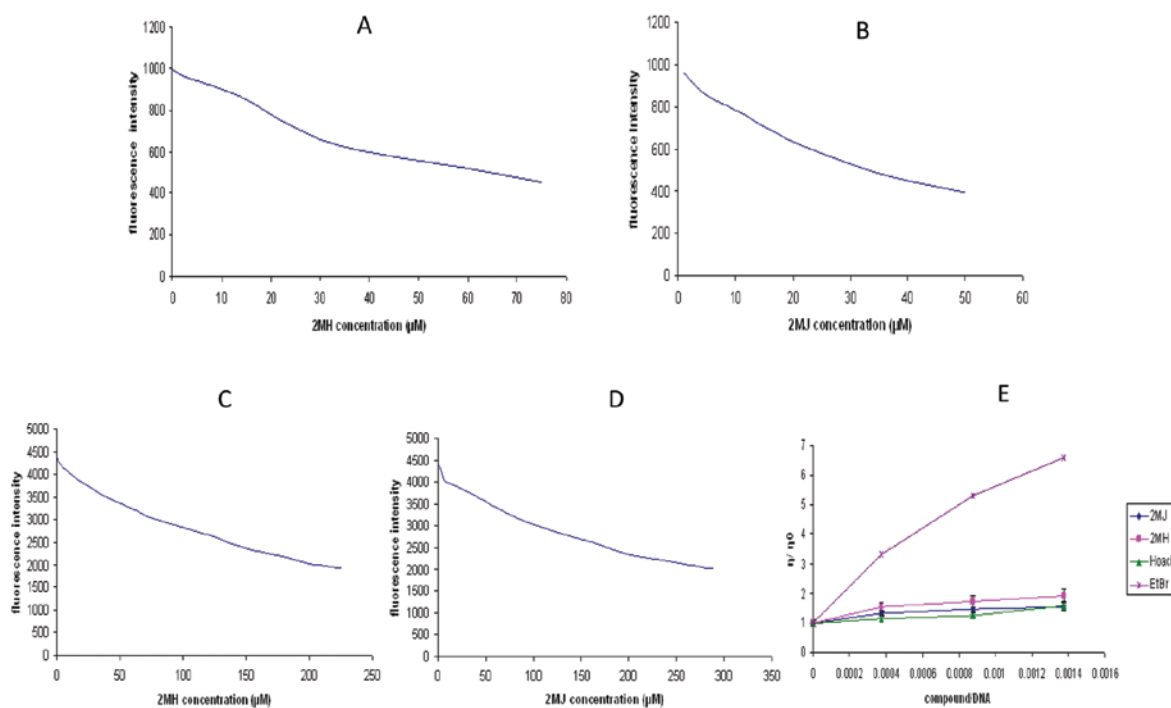 A
1200
1000
800
600
400
200
0
0 10 20 30 40 50 60 70 80
fluorescence intensity
2MH concentration (µM)
B
1200
1000
800
600
400
200
0
0 10 20 30 40 50 60
fluorescence intensity
2MJ concentration (µM)
C
5000
4500
4000
3500
3000
2500
2000
1500
1000
500
0
0 50 100 150 200 250
fluorescence intensity
2MH concentration (µM)
D
5000
4500
4000
3500
3000
2500
2000
1500
1000
500
0
0 50 100 150 200 250 300 350
fluorescence intensity
2MJ concentration (µM)
E
7
6
5
4
3
2
1
0
0 0.0002 0.0004 0.0006 0.0008 0.001 0.0012 0.0014 0.0016
η/ η0
compound/DNA
2MJ
2MH
EtBr